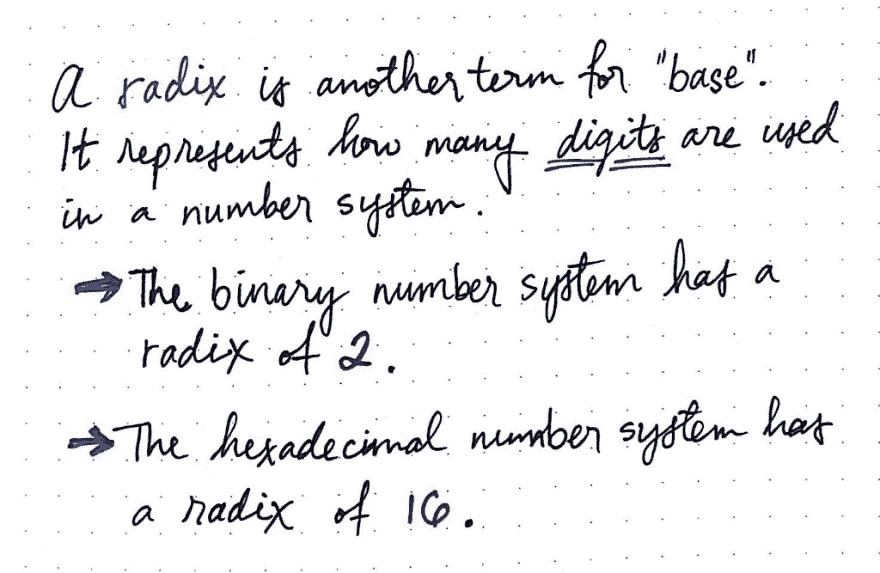 A radix is another term for "base".
It represents how many digits are used
in a number system.
→ The binary number system has a
radix of 2.
→ The hexadecimal number system has
a radix of 16.